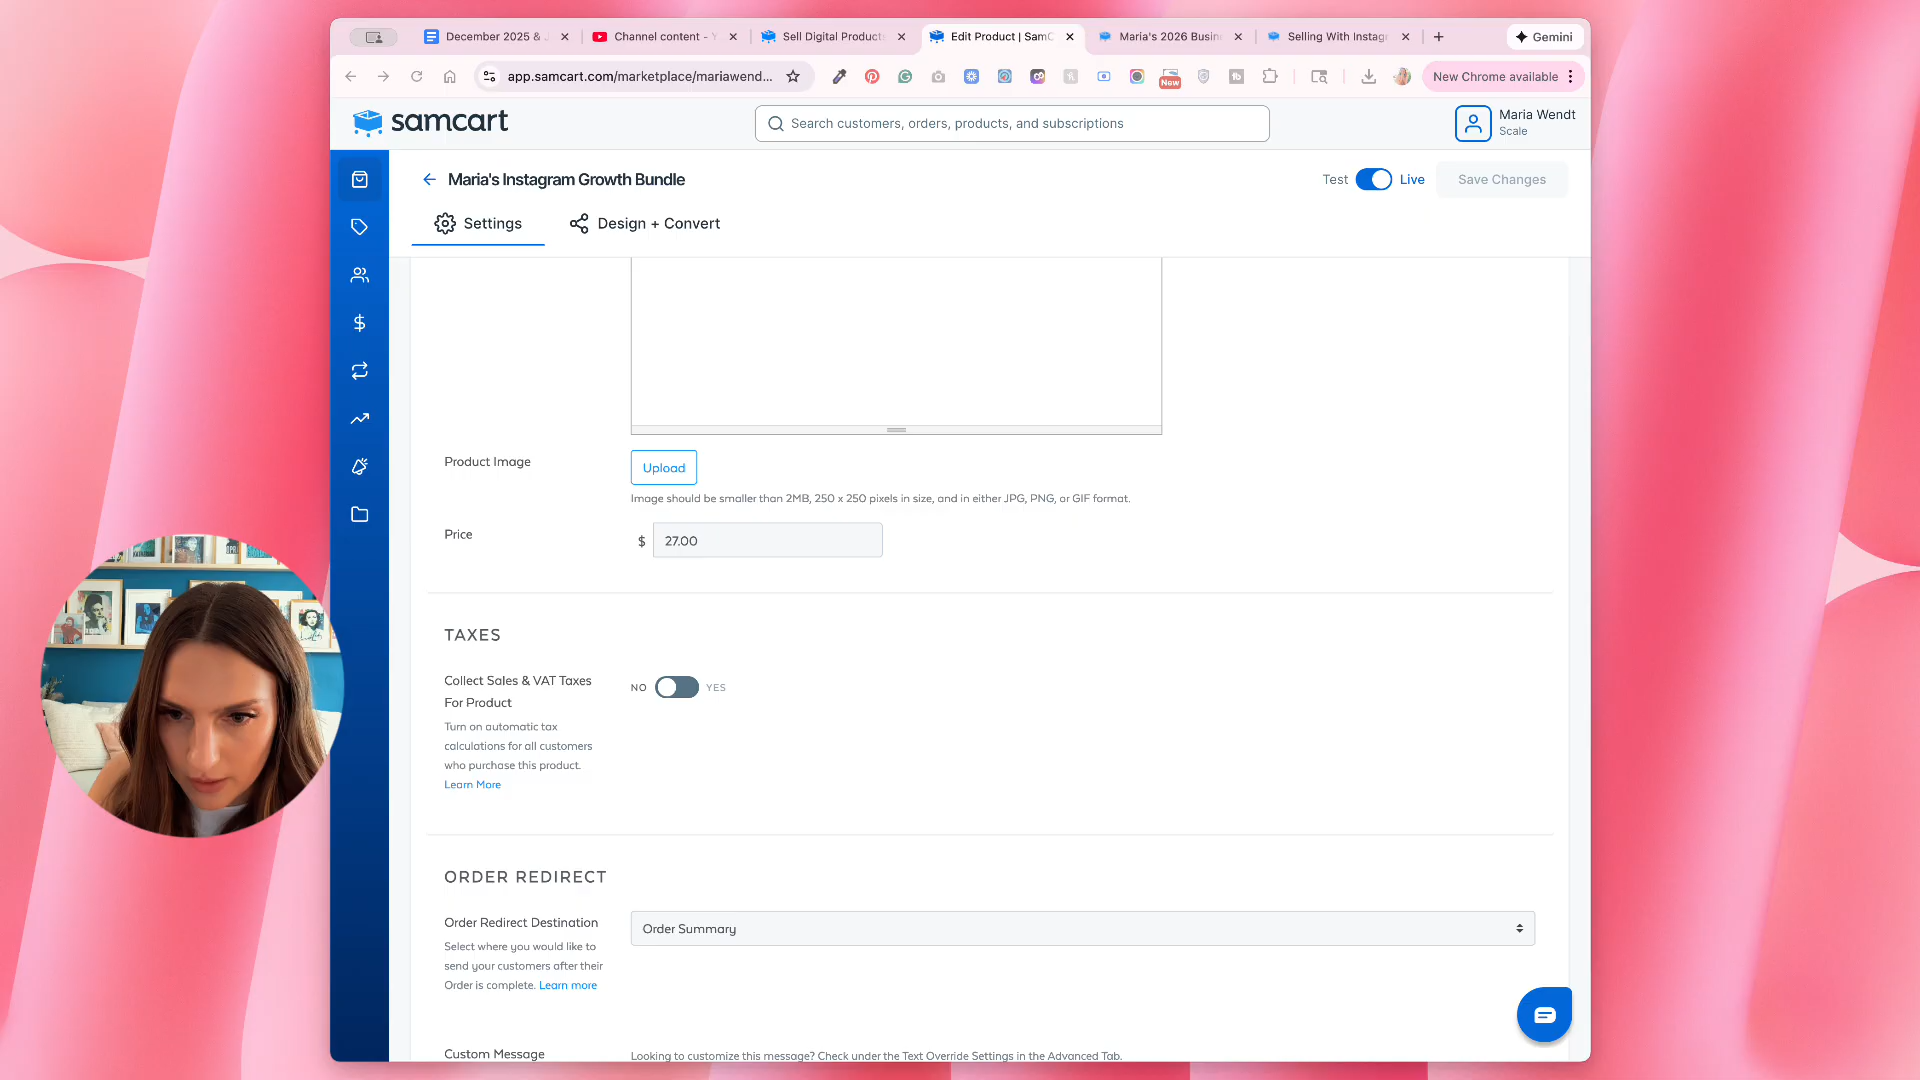 December 2025 &
Channel content -
Sell Digital Products
Edit Product | SamC
Maria's 2026 Busin
Selling With Instag
Gemini
app.samcart.com/marketplace/mariawend...
New
New Chrome available
samcart
Search customers, orders, products, and subscriptions
Maria Wendt
Scale
Maria's Instagram Growth Bundle
Test
Live
Save Changes
Settings
Design + Convert
Product Image
Upload
Image should be smaller than 2MB, 250 x 250 pixels in size, and in either JPG, PNG, or GIF format.
Price
$
27.00
TAXES
Collect Sales & VAT Taxes
For Product
NO
YES
Turn on automatic tax
calculations for all customers
who purchase this product.
Learn More
ORDER REDIRECT
Order Redirect Destination
Order Summary
Select where you would like to
send your customers after their
Order is complete. Learn more
Custom Message
Looking to customize this message? Check under the Text Override Settings in the Advanced Tab.